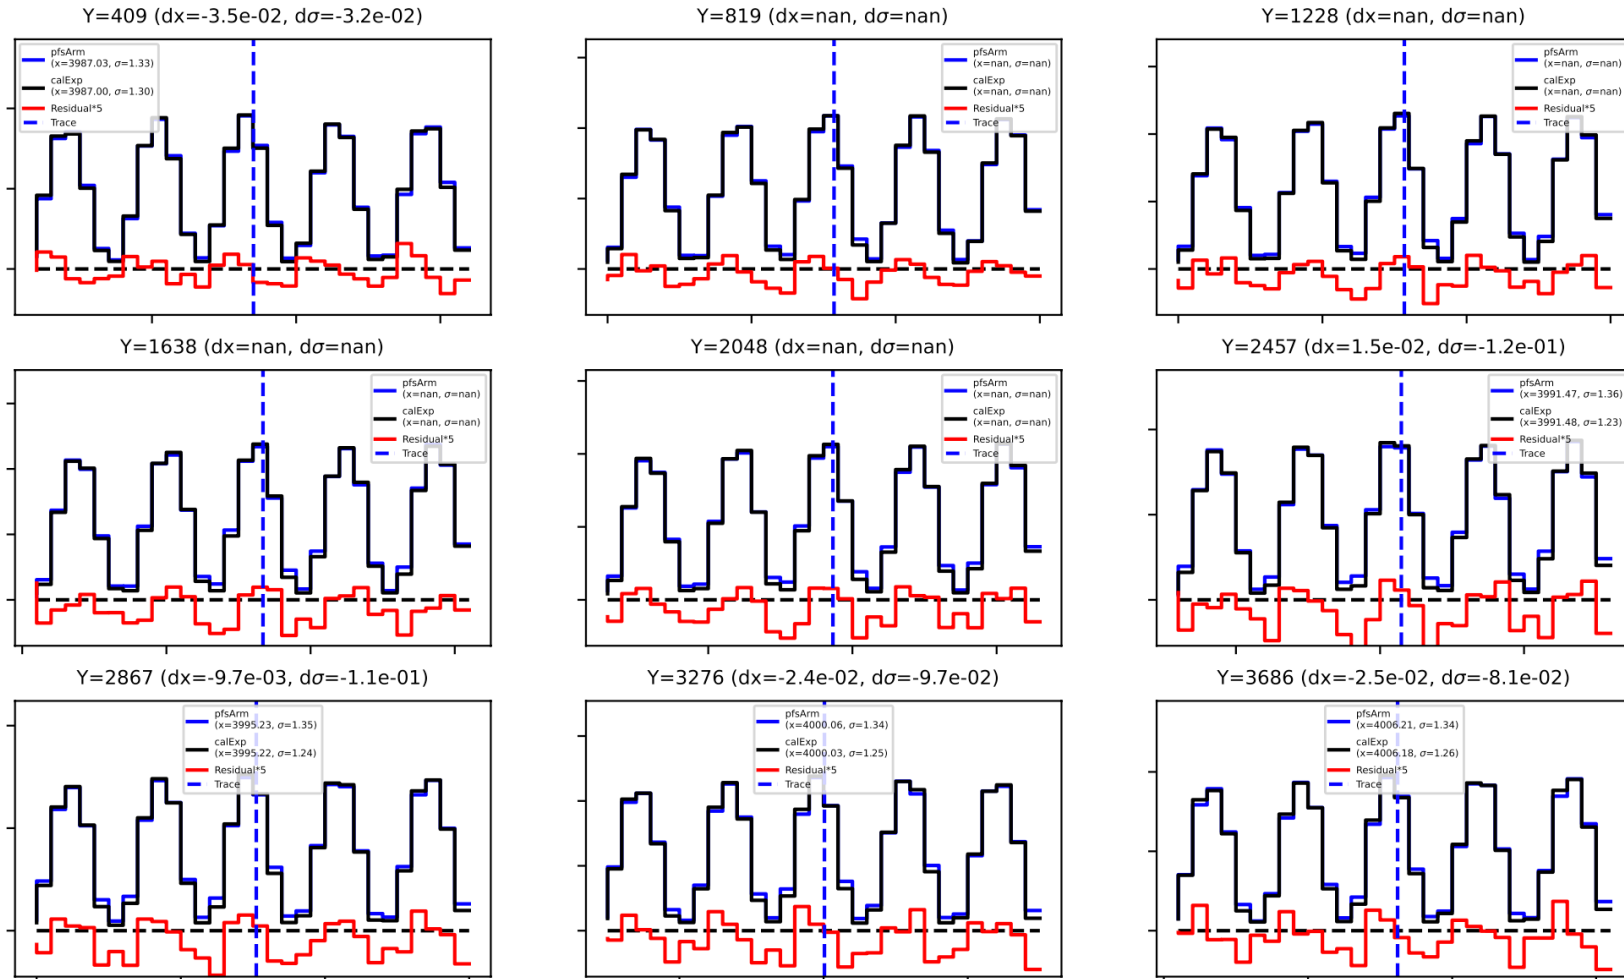 Y=409 (dx=-3.5e-02, dσ=-3.2e-02)
pfsArm
(x=3987.03, σ=1.33)
calExp
(x=3987.00, σ=1.30)
Residual*5
Trace
Y=819 (dx=nan, dσ=nan)
pfsArm
(x=nan, σ=nan)
calExp
(x=nan, σ=nan)
Residual*5
Trace
Y=1228 (dx=nan, dσ=nan)
pfsArm
(x=nan, σ=nan)
calExp
(x=nan, σ=nan)
Residual*5
Trace
Y=1638 (dx=nan, dσ=nan)
pfsArm
(x=nan, σ=nan)
calExp
(x=nan, σ=nan)
Residual*5
Trace
Y=2048 (dx=nan, dσ=nan)
pfsArm
(x=nan, σ=nan)
calExp
(x=nan, σ=nan)
Residual*5
Trace
Y=2457 (dx=1.5e-02, dσ=-1.2e-01)
pfsArm
(x=3991.47, σ=1.36)
calExp
(x=3991.48, σ=1.23)
Residual*5
Trace
Y=2867 (dx=-9.7e-03, dσ=-1.1e-01)
pfsArm
(x=3995.23, σ=1.35)
calExp
(x=3995.22, σ=1.24)
Residual*5
Trace
Y=3276 (dx=-2.4e-02, dσ=-9.7e-02)
pfsArm
(x=4000.06, σ=1.34)
calExp
(x=4000.03, σ=1.25)
Residual*5
Trace
Y=3686 (dx=-2.5e-02, dσ=-8.1e-02)
pfsArm
(x=4006.21, σ=1.34)
calExp
(x=4006.18, σ=1.26)
Residual*5
Trace